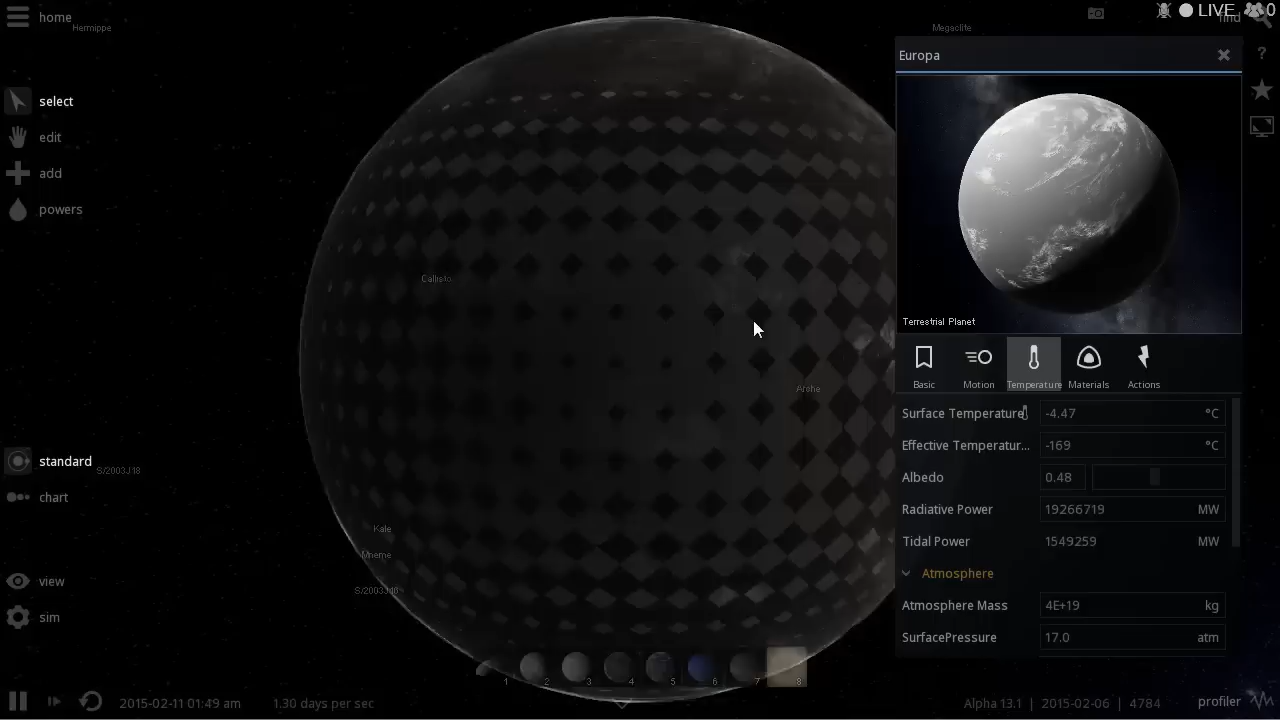 home
Hermippe
Megaclite
LIVE
0
find
Europa
select
edit
add
powers
Callisto
Terrestrial Planet
Basic
Motion
Temperature
Materials
Actions
Arche
Surface Temperature
-4.47
°C
Effective Temperatur...
-169
°C
Albedo
0.48
Radiative Power
19266719
MW
Tidal Power
1549259
MW
Atmosphere
Atmosphere Mass
4E+19
kg
SurfacePressure
17.0
atm
standard
S/2003J18
chart
Kale
Mneme
view
sim
1
2
3
4
5
6
7
8
2015-02-11 01:49 am
1.30 days per sec
Alpha 13.1 | 2015-02-06 | 4784
profiler